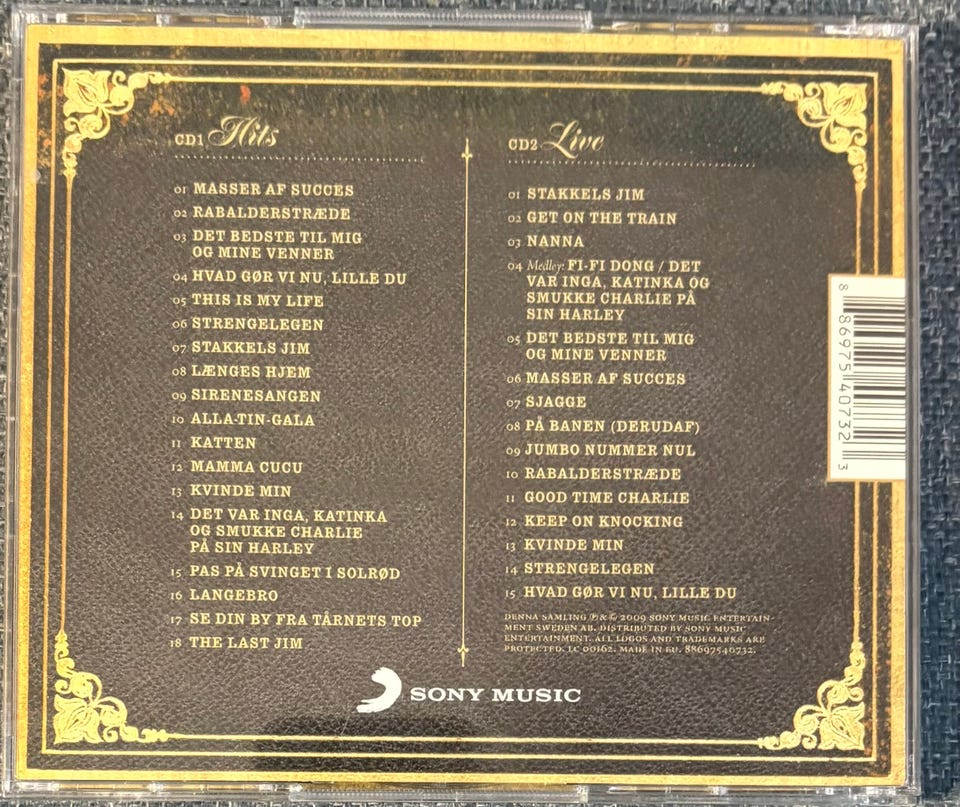 CD1 Hits
01 MASSER AF SUCCES
02 RABALDERSTRÆDE
03 DET BEDSTE TIL MIG
OG MINE VENNER
04 HVAD GØR VI NU, LILLE DU
05 THIS IS MY LIFE
06 STRENGELEGEN
07 STAKKELS JIM
08 LÆNGES HJEM
09 SIRENESANGEN
10 ALLA-TIN-GALA
11 KATTEN
12 MAMMA CUCU
13 KVINDE MIN
14 DET VAR INGA, KATINKA
OG SMUKKE CHARLIE
PÅ SIN HARLEY
15 PAS PÅ SVINGET I SOLRØD
16 LANGEBRO
17 SE DIN BY FRA TÅRNETS TOP
18 THE LAST JIM
CD2 Live
01 STAKKELS JIM
02 GET ON THE TRAIN
03 NANNA
04 Medley: FI-FI DONG / DET
VAR INGA, KATINKA OG
SMUKKE CHARLIE PÅ
SIN HARLEY
05 DET BEDSTE TIL MIG
OG MINE VENNER
06 MASSER AF SUCCES
07 SJAGGE
08 PÅ BANEN (DERUDAF)
09 JUMBO NUMMER NUL
10 RABALDERSTRÆDE
11 GOOD TIME CHARLIE
12 KEEP ON KNOCKING
13 KVINDE MIN
14 STRENGELEGEN
15 HVAD GØR VI NU, LILLE DU
DENNA SAMLING ℗ & © 2009 SONY MUSIC ENTERTAIN-
MENT SWEDEN AB. DISTRIBUTED BY SONY MUSIC
ENTERTAINMENT. ALL LOGOS AND TRADEMARKS ARE
PROTECTED. LC 00162. MADE IN EU. 88697540732.
SONY MUSIC
8 86975 40732 3